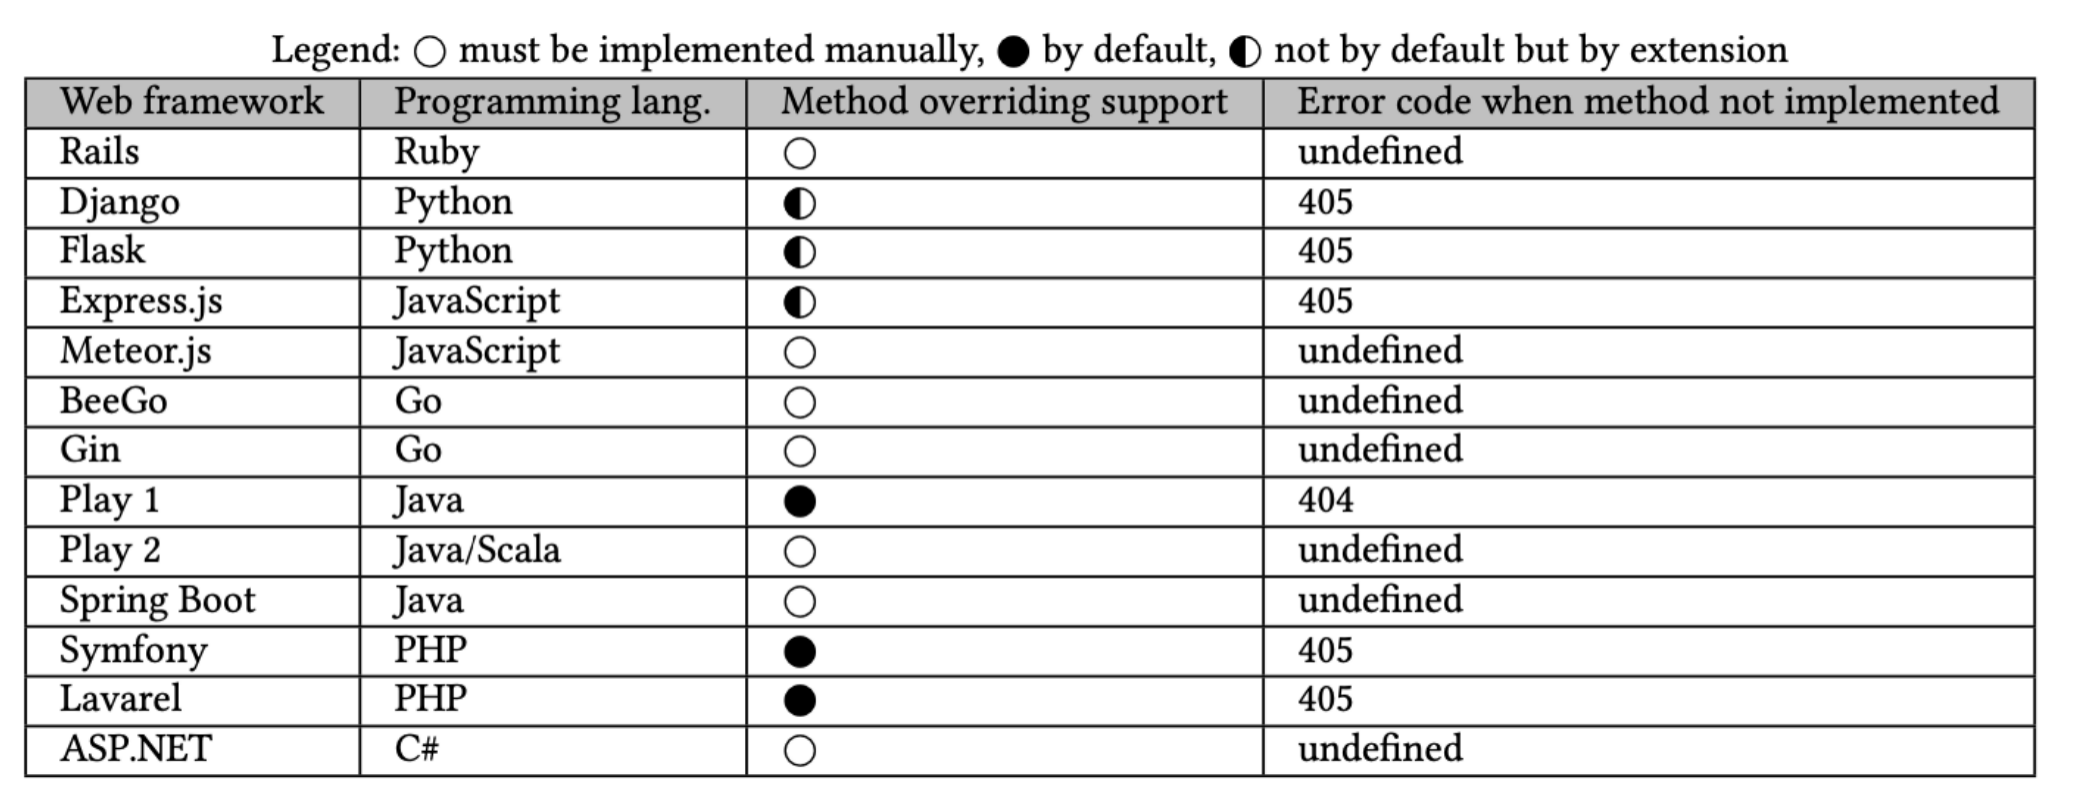 Legend: ○ must be implemented manually, ● by default, ◐ not by default but by extension
Web framework Programming lang. Method overriding support Error code when method not implemented
Rails Ruby ○ undefined
Django Python ◐ 405
Flask Python ◐ 405
Express.js JavaScript ◐ 405
Meteor.js JavaScript ○ undefined
BeeGo Go ○ undefined
Gin Go ○ undefined
Play 1 Java ● 404
Play 2 Java/Scala ○ undefined
Spring Boot Java ○ undefined
Symfony PHP ● 405
Lavarel PHP ● 405
ASP.NET C# ○ undefined